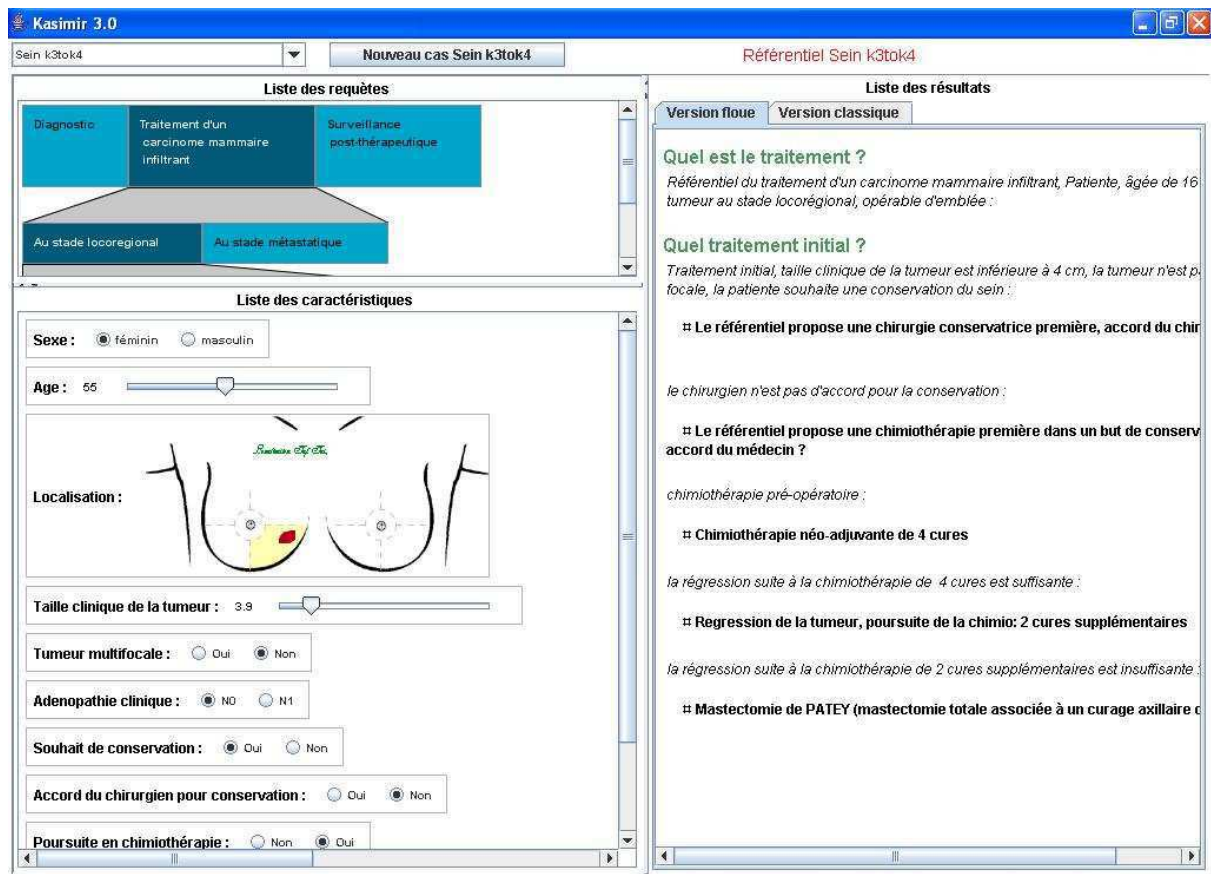 Kasimir 3.0
Sein k3tok4
Nouveau cas Sein k3tok4
Référentiel Sein k3tok4
Liste des requètes
Diagnostic
Traitement d'un
carcinome mammaire
infiltrant
Surveillance
post-thérapeutique
Au stade locoregional
Au stade métastatique
Liste des caractéristiques
Sexe : féminin masculin
Age : 55
Localisation :
Taille clinique de la tumeur : 3.9
Tumeur multifocale : Oui Non
Adenopathie clinique : N0 N1
Souhait de conservation : Oui Non
Accord du chirurgien pour conservation : Oui Non
Poursuite en chimiothérapie : Non Oui
Liste des résultats
Version floue Version classique
Quel est le traitement ?
Référentiel du traitement d'un carcinome mammaire infiltrant, Patiente, âgée de 16
tumeur au stade locorégional, opérable d'emblée :
Quel traitement initial ?
Traitement initial, taille clinique de la tumeur est inférieure à 4 cm, la tumeur n'est p
focale, la patiente souhaite une conservation du sein :
¤ Le référentiel propose une chirurgie conservatrice première, accord du chir
le chirurgien n'est pas d'accord pour la conservation :
¤ Le référentiel propose une chimiothérapie première dans un but de conserv
accord du médecin ?
chimiothérapie pré-opératoire :
¤ Chimiothérapie néo-adjuvante de 4 cures
la régression suite à la chimiothérapie de 4 cures est suffisante :
¤ Regression de la tumeur, poursuite de la chimio: 2 cures supplémentaires
la régression suite à la chimiothérapie de 2 cures supplémentaires est insuffisante :
¤ Mastectomie de PATEY (mastectomie totale associée à un curage axillaire